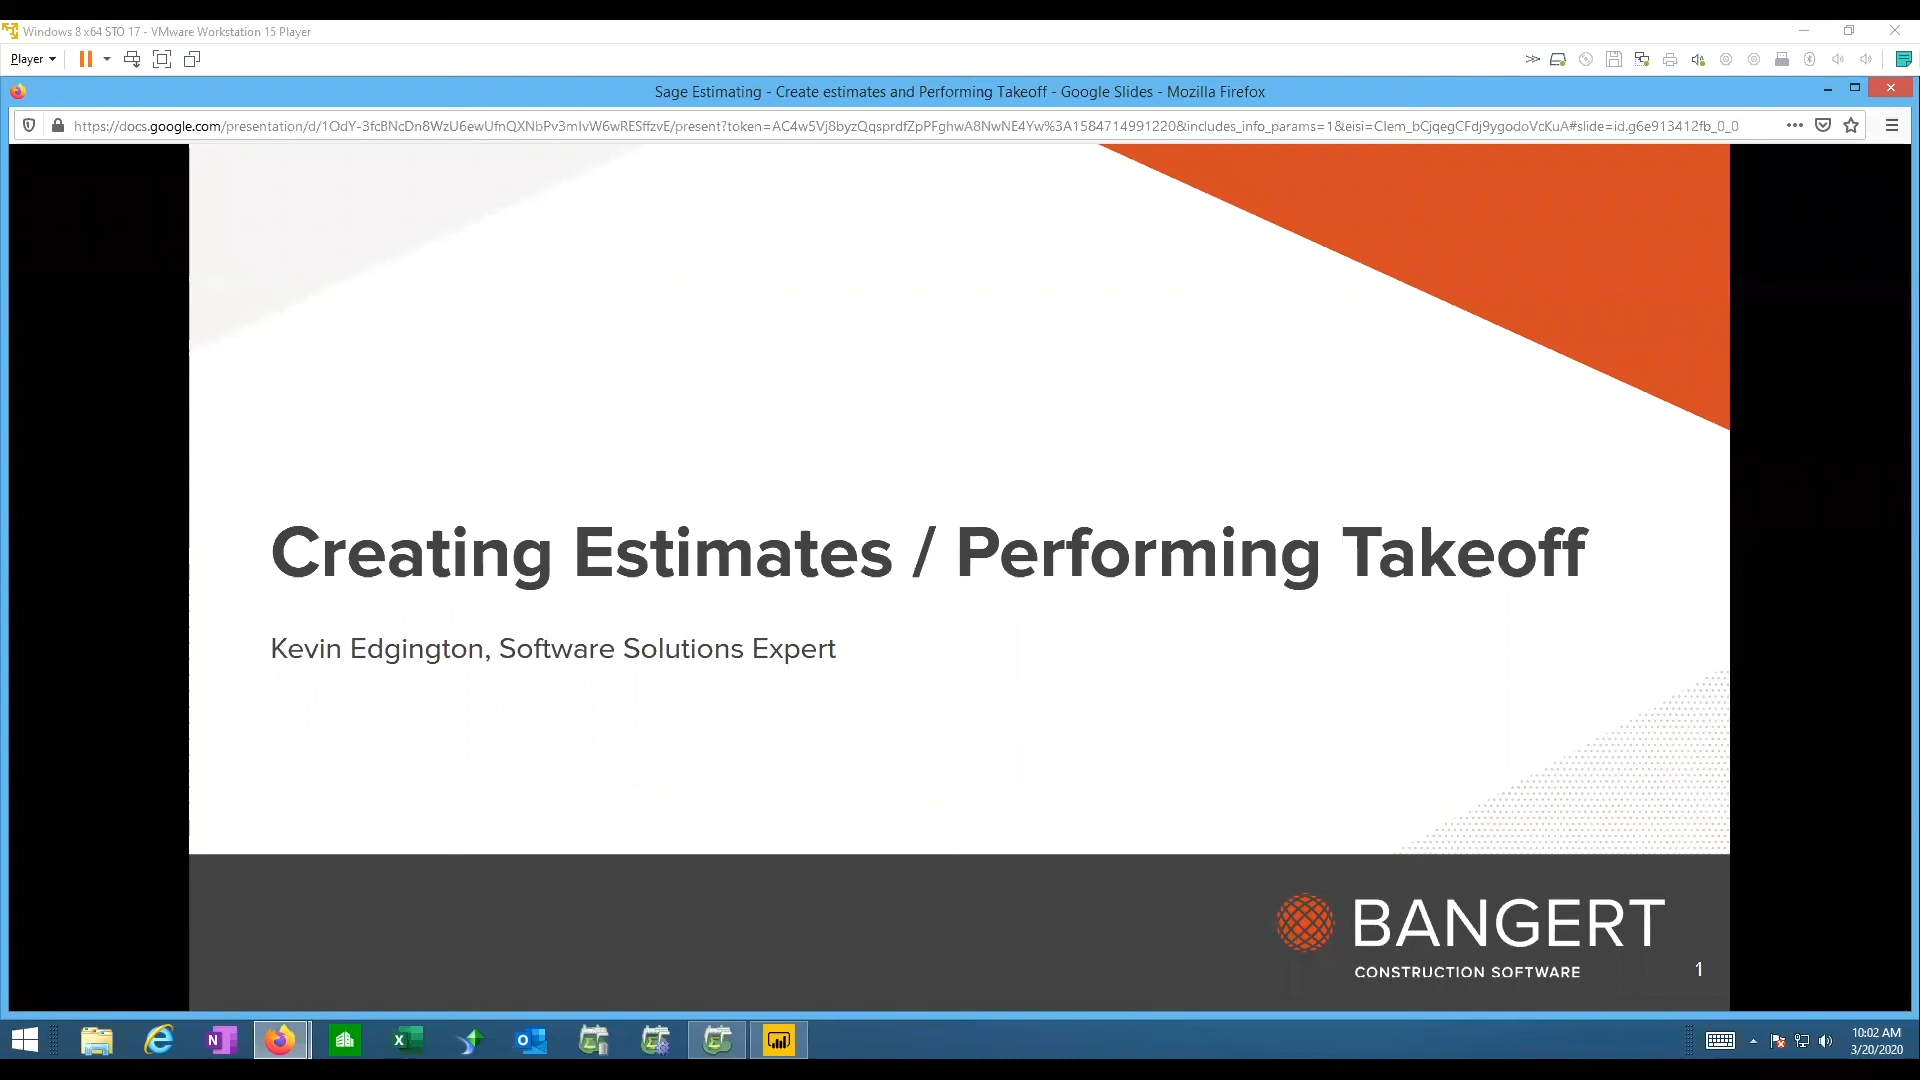 Windows 8 x64 STO 17 - VMware Workstation 15 Player
Player
Sage Estimating - Create estimates and Performing Takeoff - Google Slides - Mozilla Firefox
https://docs.google.com/presentation/d/1OdY-3fcBNcDn8WzU6ewUfnQXNbPv3mIvW6wRESffzvE/present?token=AC4w5Vj8byzQqsprdfZpPFghwA8NwNE4Yw%3A1584714991220&includes_info_params=1&eisi=CIem_bCjqegCFdj9ygodoVcKuA#slide=id.g6e913412fb_0_0
Creating Estimates / Performing Takeoff
Kevin Edgington, Software Solutions Expert
BANGERT
CONSTRUCTION SOFTWARE
1
10:02 AM
3/20/2020